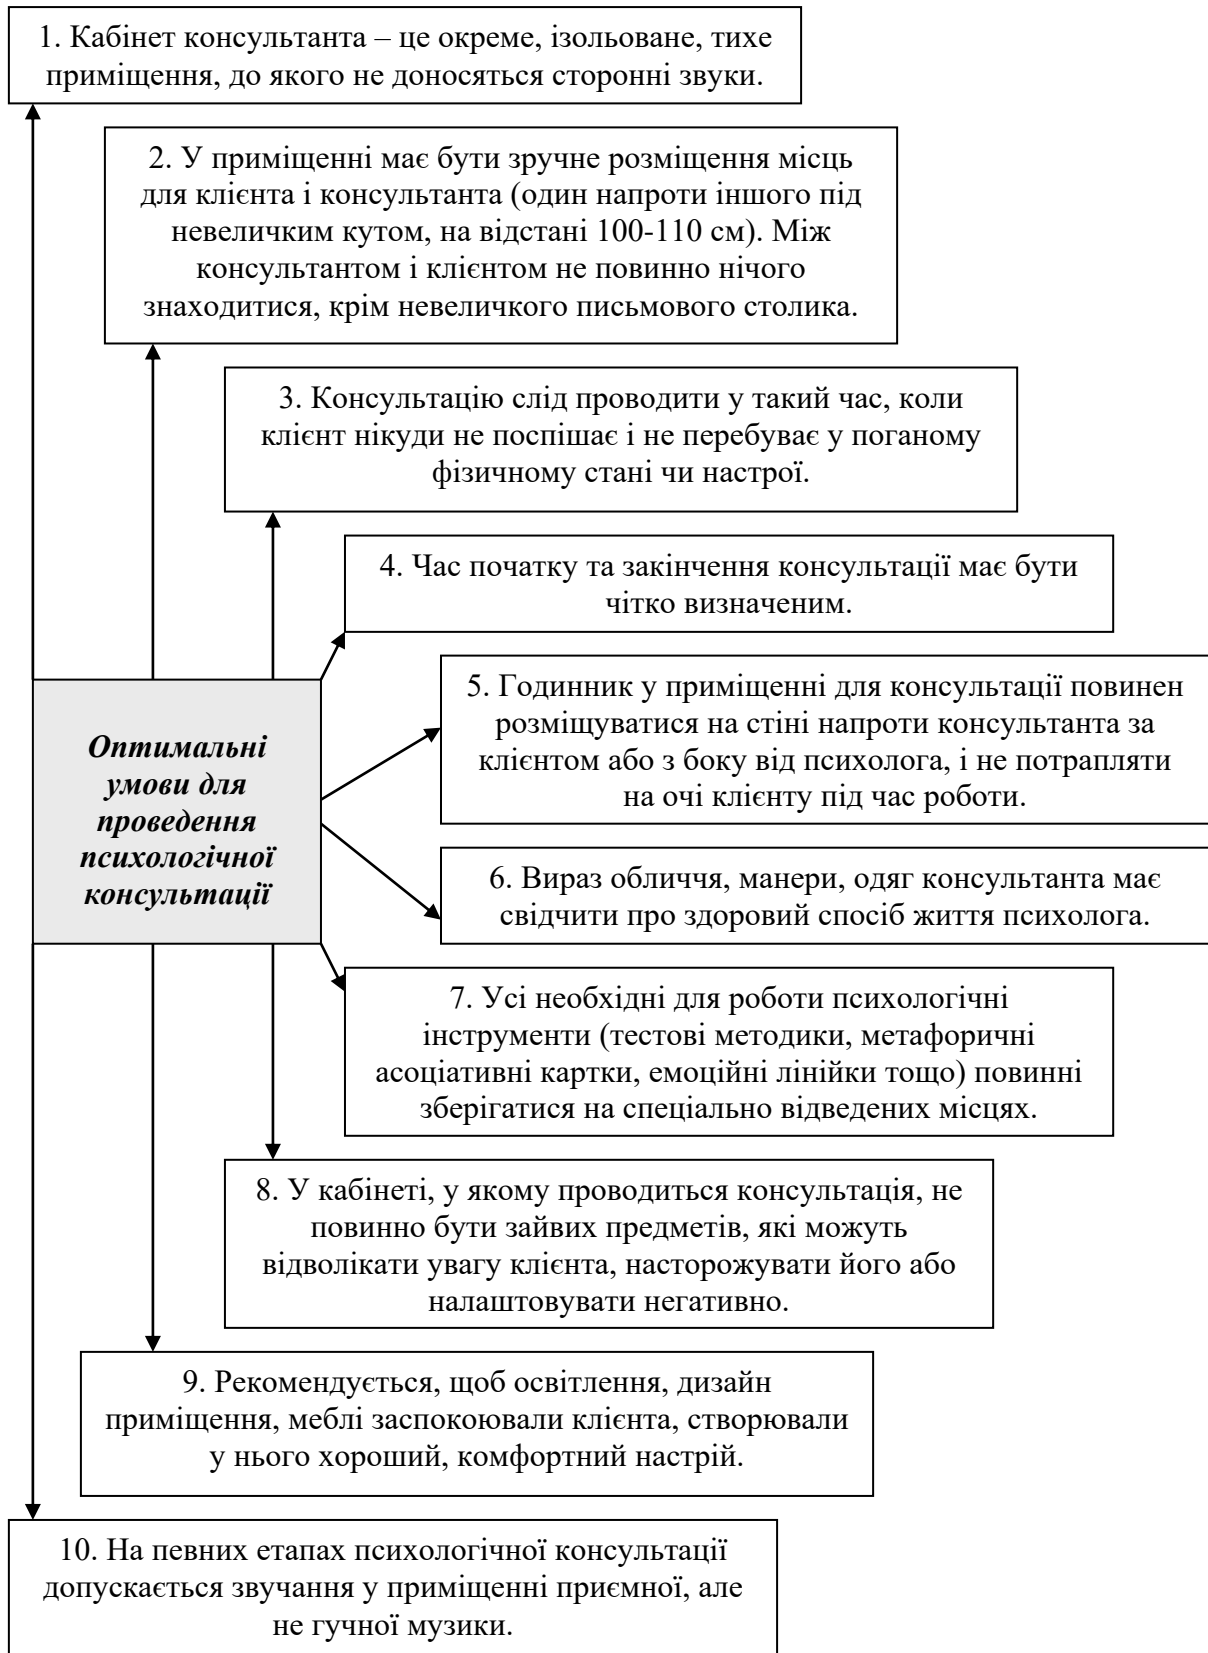 1. Кабінет консультанта – це окреме, ізольоване, тихе
приміщення, до якого не доносяться сторонні звуки.
2. У приміщенні має бути зручне розміщення місць
для клієнта і консультанта (один напроти іншого під
невеличким кутом, на відстані 100-110 см). Між
консультантом і клієнтом не повинно нічого
знаходитися, крім невеличкого письмового столика.
3. Консультацію слід проводити у такий час, коли
клієнт нікуди не поспішає і не перебуває у поганому
фізичному стані чи настрої.
4. Час початку та закінчення консультації має бути
чітко визначеним.
5. Годинник у приміщенні для консультації повинен
розміщуватися на стіні напроти консультанта за
клієнтом або з боку від психолога, і не потрапляти
на очі клієнту під час роботи.
Оптимальні
умови для
проведення
психологічної
консультації
6. Вираз обличчя, манери, одяг консультанта має
свідчити про здоровий спосіб життя психолога.
7. Усі необхідні для роботи психологічні
інструменти (тестові методики, метафоричні
асоціативні картки, емоційні лінійки тощо) повинні
зберігатися на спеціально відведених місцях.
8. У кабінеті, у якому проводиться консультація, не
повинно бути зайвих предметів, які можуть
відволікати увагу клієнта, насторожувати його або
налаштовувати негативно.
9. Рекомендується, щоб освітлення, дизайн
приміщення, меблі заспокоювали клієнта, створювали
у нього хороший, комфортний настрій.
10. На певних етапах психологічної консультації
допускається звучання у приміщенні приємної, але
не гучної музики.